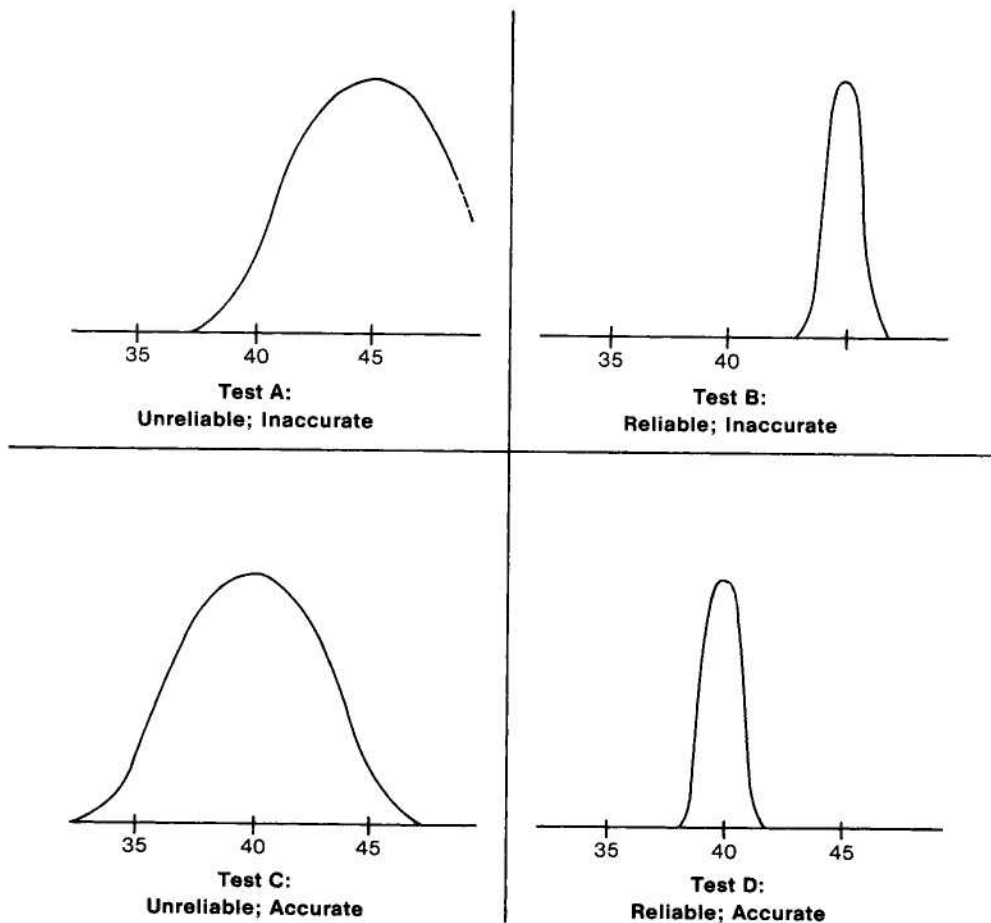 35 40 45
Test A:
Unreliable; Inaccurate
35 40
Test B:
Reliable; Inaccurate
35 40 45
Test C:
Unreliable; Accurate
35 40 45
Test D:
Reliable; Accurate